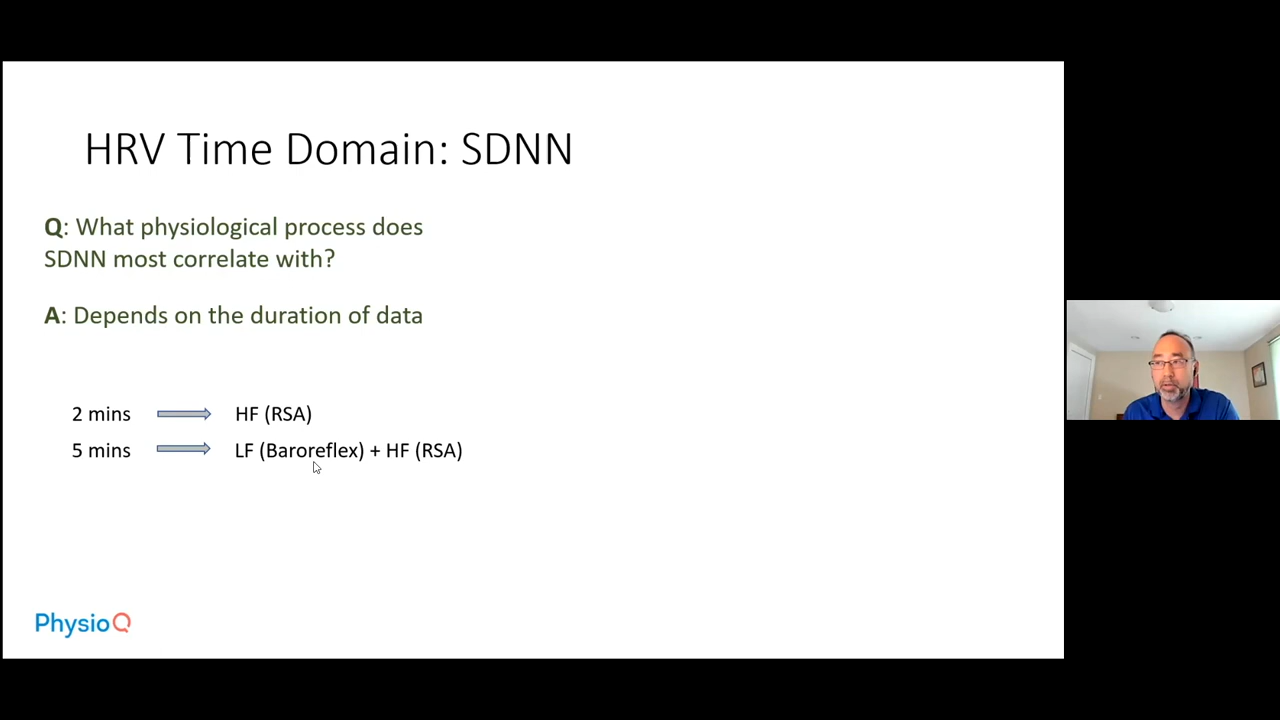 HRV Time Domain: SDNN
Q: What physiological process does
SDNN most correlate with?
A: Depends on the duration of data
2 mins HF (RSA)
5 mins LF (Baroreflex) + HF (RSA)
PhysioQ